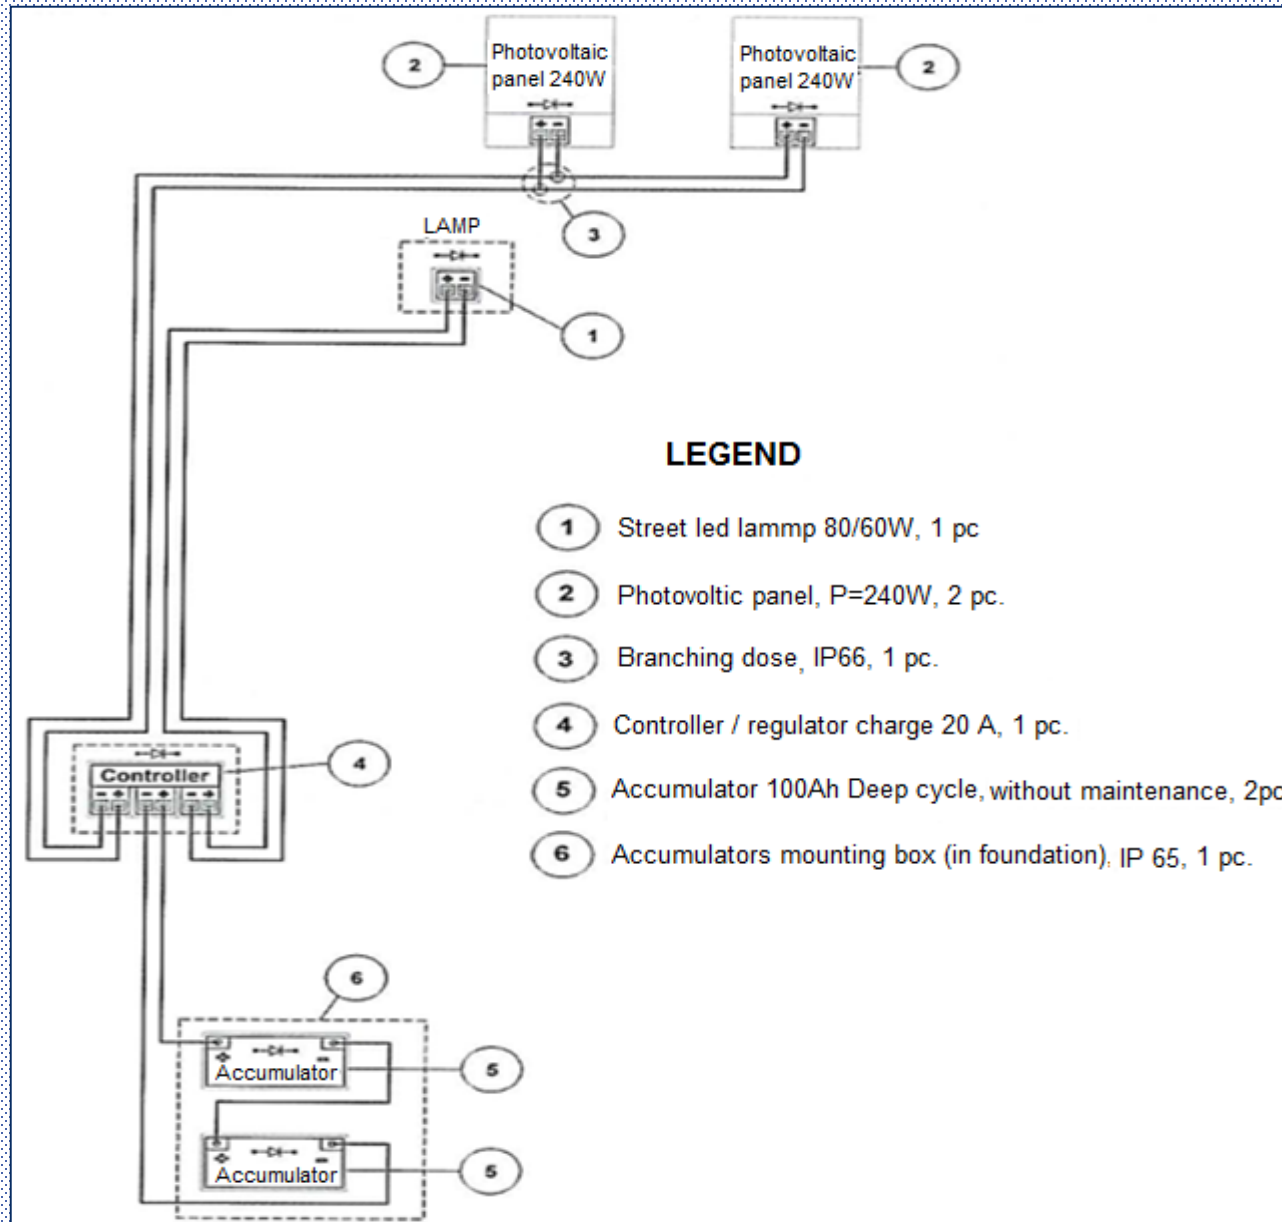 2
Photovoltaic
panel 240W
+ -
Photovoltaic
panel 240W
+ -
2
3
LAMP
+ -
1
LEGEND
1 Street led lammp 80/60W, 1 pc
2 Photovoltic panel, P=240W, 2 pc.
3 Branching dose, IP66, 1 pc.
4 Controller / regulator charge 20 A, 1 pc.
5 Accumulator 100Ah Deep cycle, without maintenance, 2pc
6 Accumulators mounting box (in foundation), IP 65, 1 pc.
4
Controller
- + - + - +
6
+ -
Accumulator
5
+ -
Accumulator
5